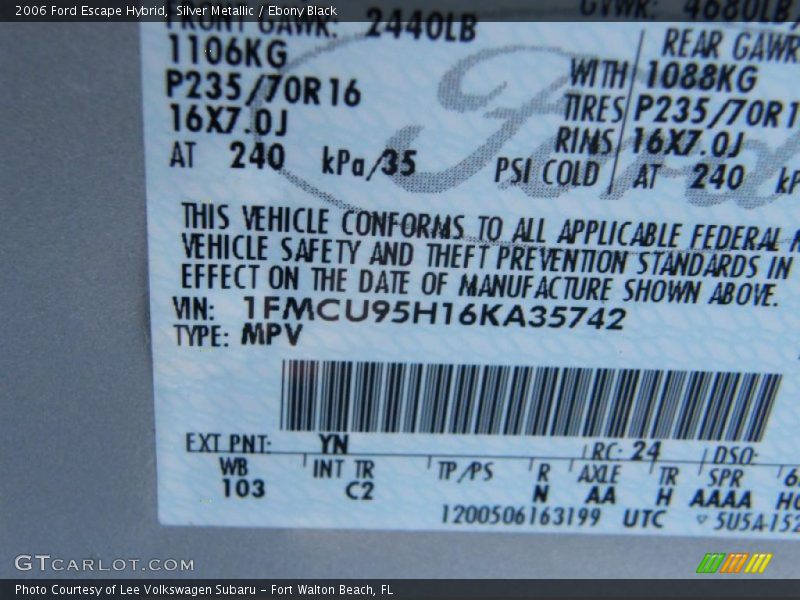 2006 Ford Escape Hybrid, Silver Metallic / Ebony Black
FRONT GAWR: 2440LB GVWR: 4680LB/
1106KG REAR GAWR
P235/70R16 WITH 1088KG
16X7.0J TIRES P235/70R1
AT 240 kPa/35 RIMS 16X7.0J
PSI COLD AT 240 kP
Ford
THIS VEHICLE CONFORMS TO ALL APPLICABLE FEDERAL M
VEHICLE SAFETY AND THEFT PREVENTION STANDARDS IN
EFFECT ON THE DATE OF MANUFACTURE SHOWN ABOVE.
VIN: 1FMCU95H16KA35742
TYPE: MPV
EXT PNT: YN RC: 24 DSO:
WB INT TR TP/PS R AXLE TR SPR
103 C2 N AA H AAAA
1200506163199 UTC ▽5U5A-152
GTCARLOT.COM
Photo Courtesy of Lee Volkswagen Subaru - Fort Walton Beach, FL